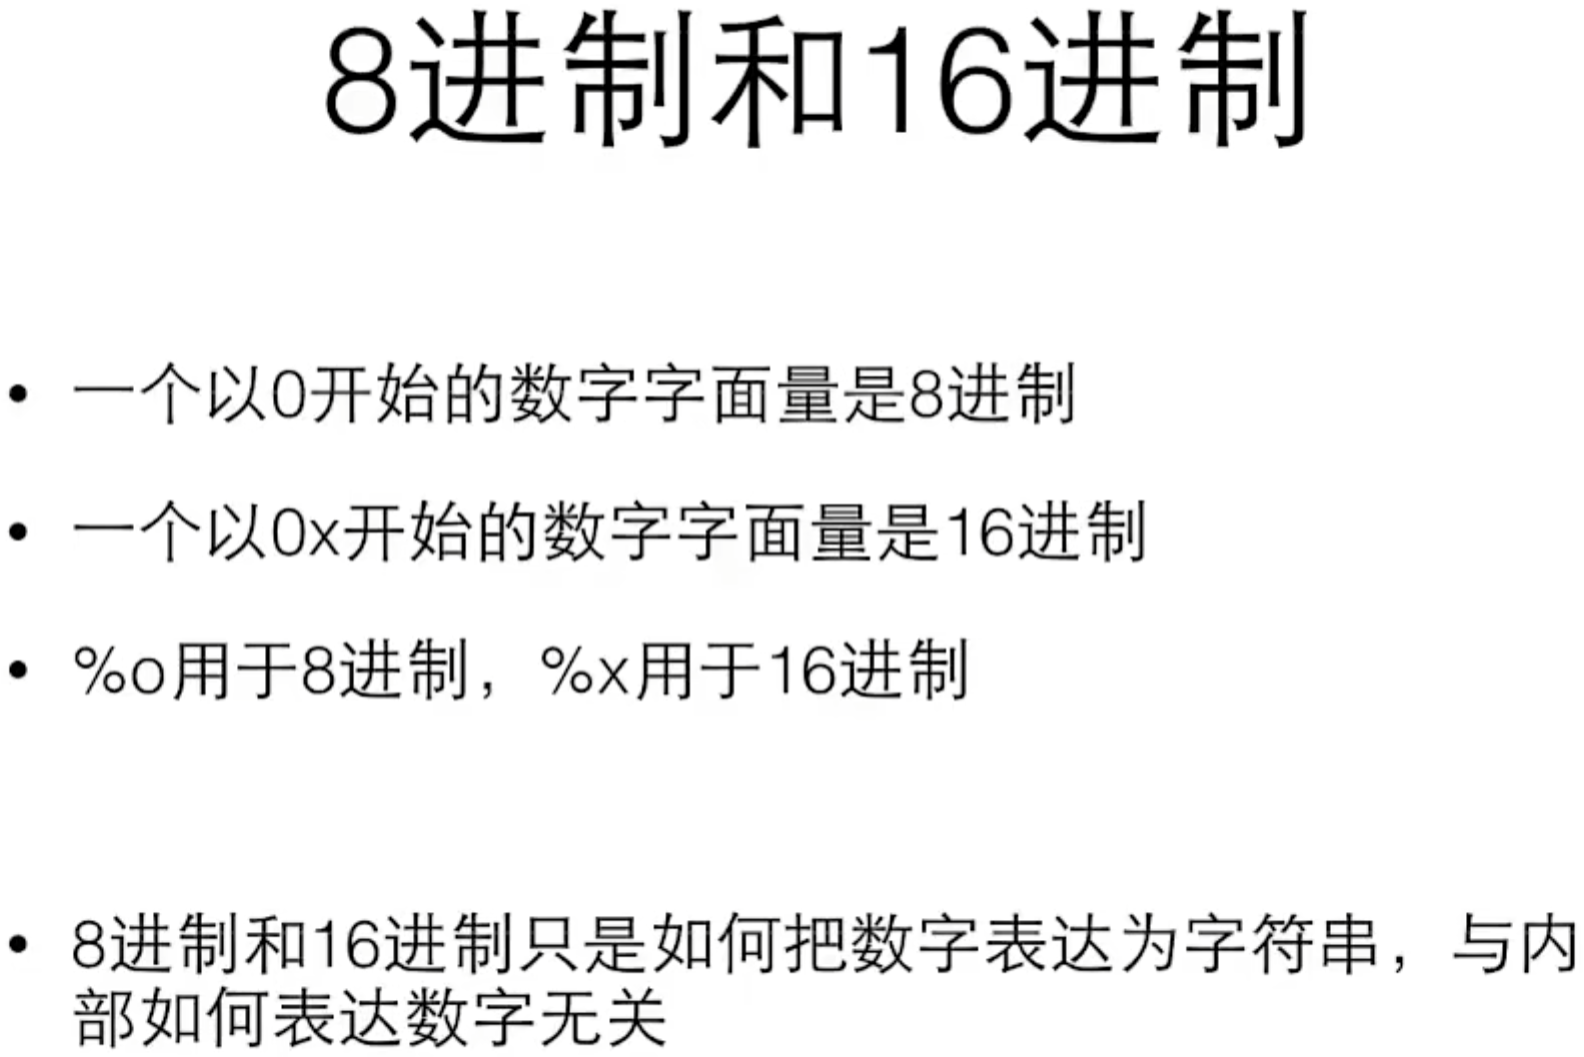 8进制和16进制
• 一个以0开始的数字字面量是8进制
• 一个以0x开始的数字字面量是16进制
• %o用于8进制，%x用于16进制
• 8进制和16进制只是如何把数字表达为字符串，与内
部如何表达数字无关